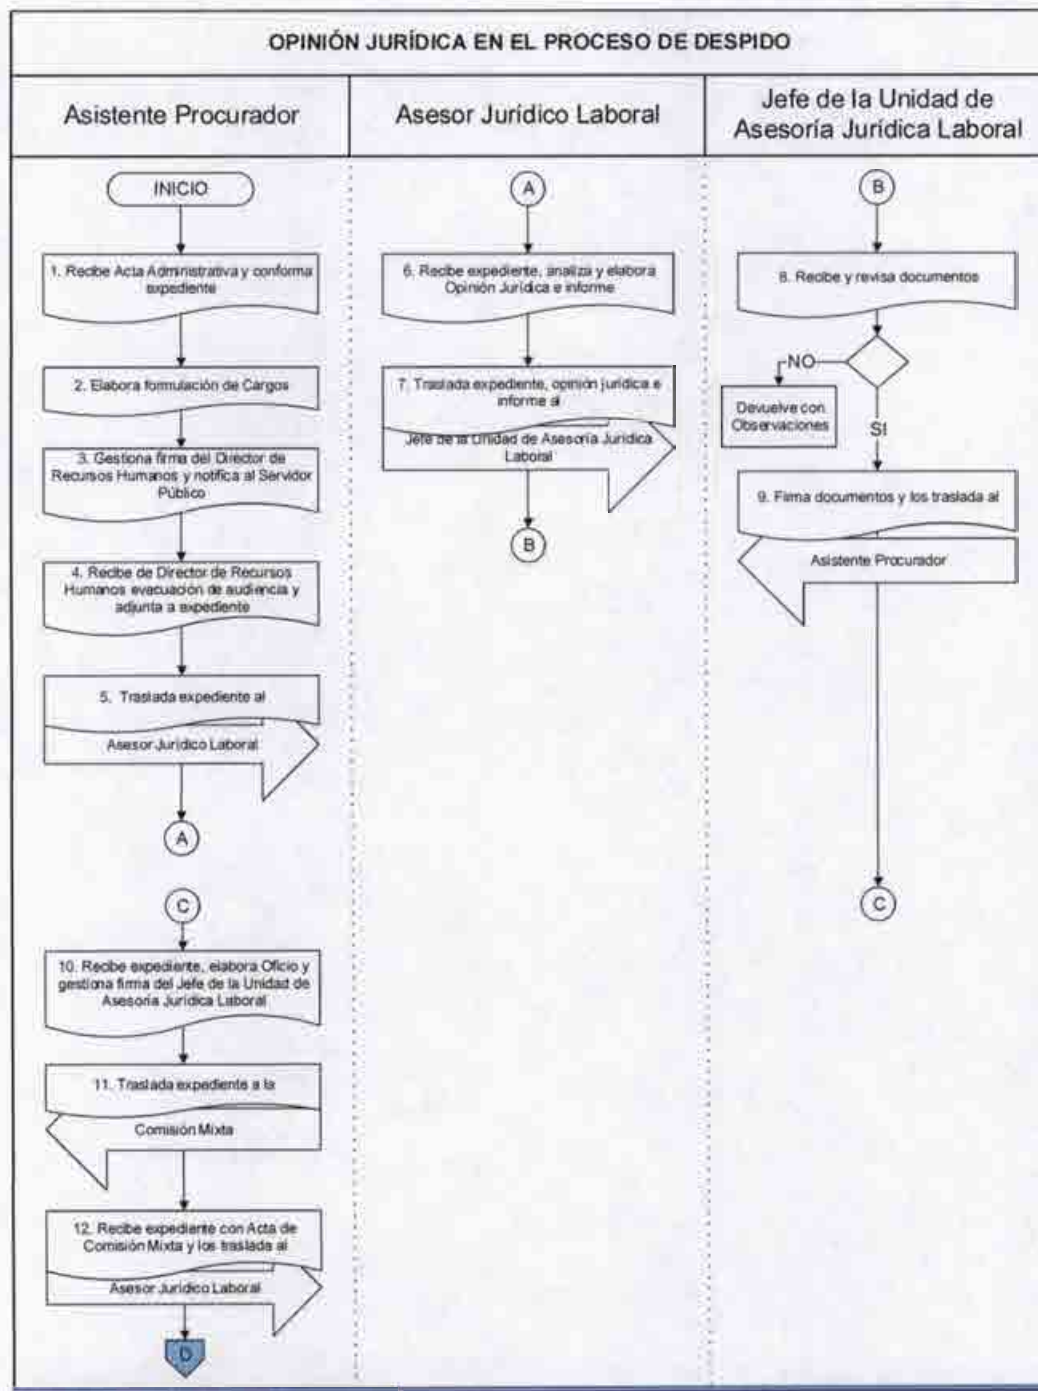 OPINIÓN JURÍDICA EN EL PROCESO DE DESPIDO
Asistente Procurador
Asesor Jurídico Laboral
Jefe de la Unidad de
Asesoría Jurídica Laboral
INICIO
1. Recibe Acta Administrativa y conforma
expediente
2. Elabora formulación de Cargos
3. Gestiona firma del Director de
Recursos Humanos y notifica al Servidor
Público
4. Recibe de Director de Recursos
Humanos evacuación de audiencia y
adjunta a expediente
5. Traslada expediente al
Asesor Jurídico Laboral
A
C
10. Recibe expediente, elabora Oficio y
gestiona firma del Jefe de la Unidad de
Asesoría Jurídica Laboral
11. Traslada expediente a la
Comisión Mixta
12. Recibe expediente con Acta de
Comisión Mixta y los traslada al
Asesor Jurídico Laboral
D
A
6. Recibe expediente, analiza y elabora
Opinión Jurídica e informe
7. Traslada expediente, opinión jurídica e
informe al
Jefe de la Unidad de Asesoría Jurídica
Laboral
B
B
8. Recibe y revisa documentos
NO
Devuelve con
Observaciones
SI
9. Firma documentos y los traslada al
Asistente Procurador
C